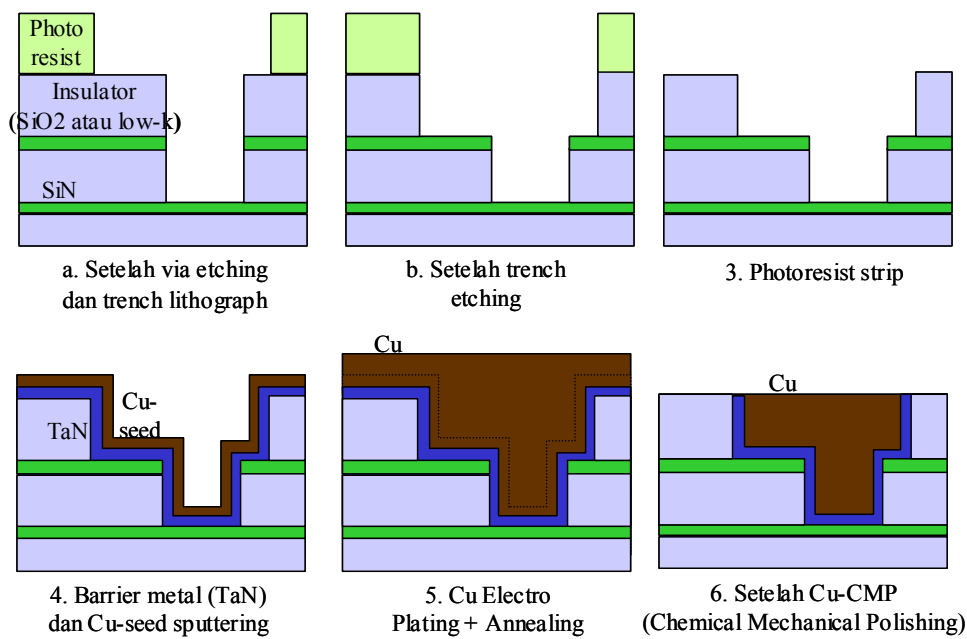 Photo
resist
Insulator
(SiO2 atau low-k)
SiN
a. Setelah via etching
dan trench lithograph
b. Setelah trench
etching
3. Photoresist strip
Cu-
seed
TaN
4. Barrier metal (TaN)
dan Cu-seed sputtering
Cu
5. Cu Electro
Plating + Annealing
Cu
6. Setelah Cu-CMP
(Chemical Mechanical Polishing)